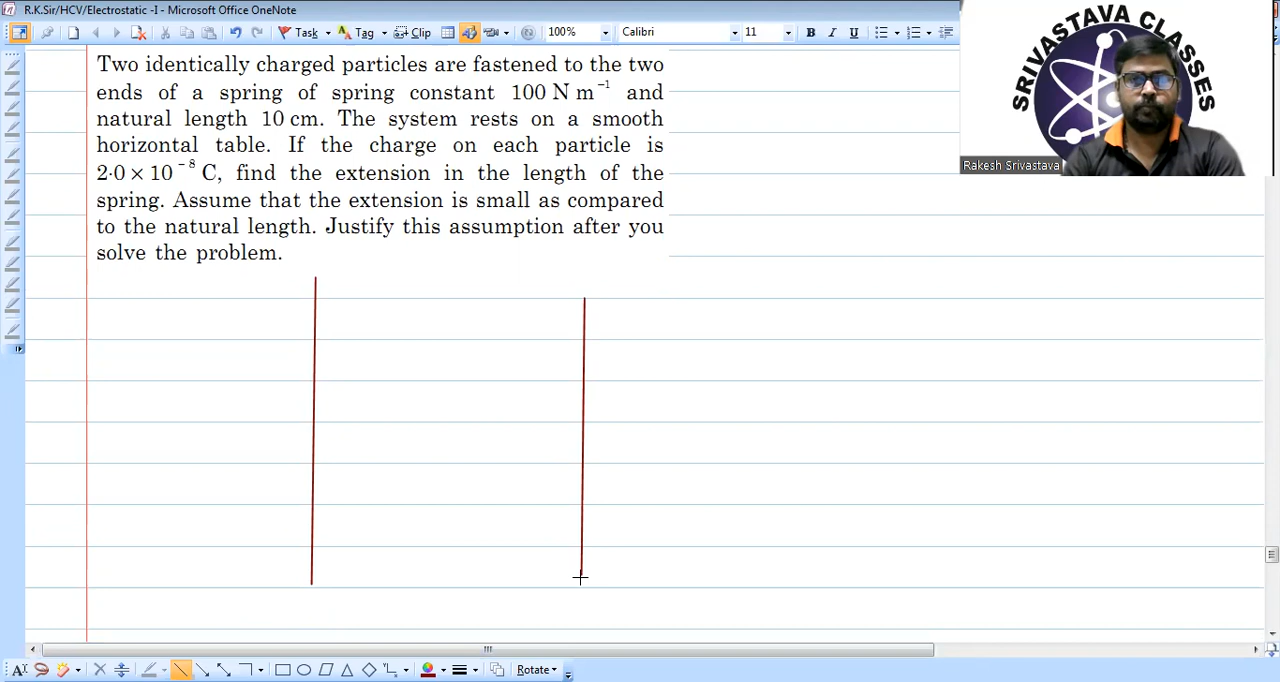 R.K.Sir/HCV/Electrostatic -I - Microsoft Office OneNote
Task Tag Clip 100% Calibri 11 B I U
SRIVASTAVA CLASSES
Rakesh Srivastava
Two identically charged particles are fastened to the two
ends of a spring of spring constant 100 N m⁻¹ and
natural length 10 cm. The system rests on a smooth
horizontal table. If the charge on each particle is
2·0 × 10⁻⁸ C, find the extension in the length of the
spring. Assume that the extension is small as compared
to the natural length. Justify this assumption after you
solve the problem.
Rotate